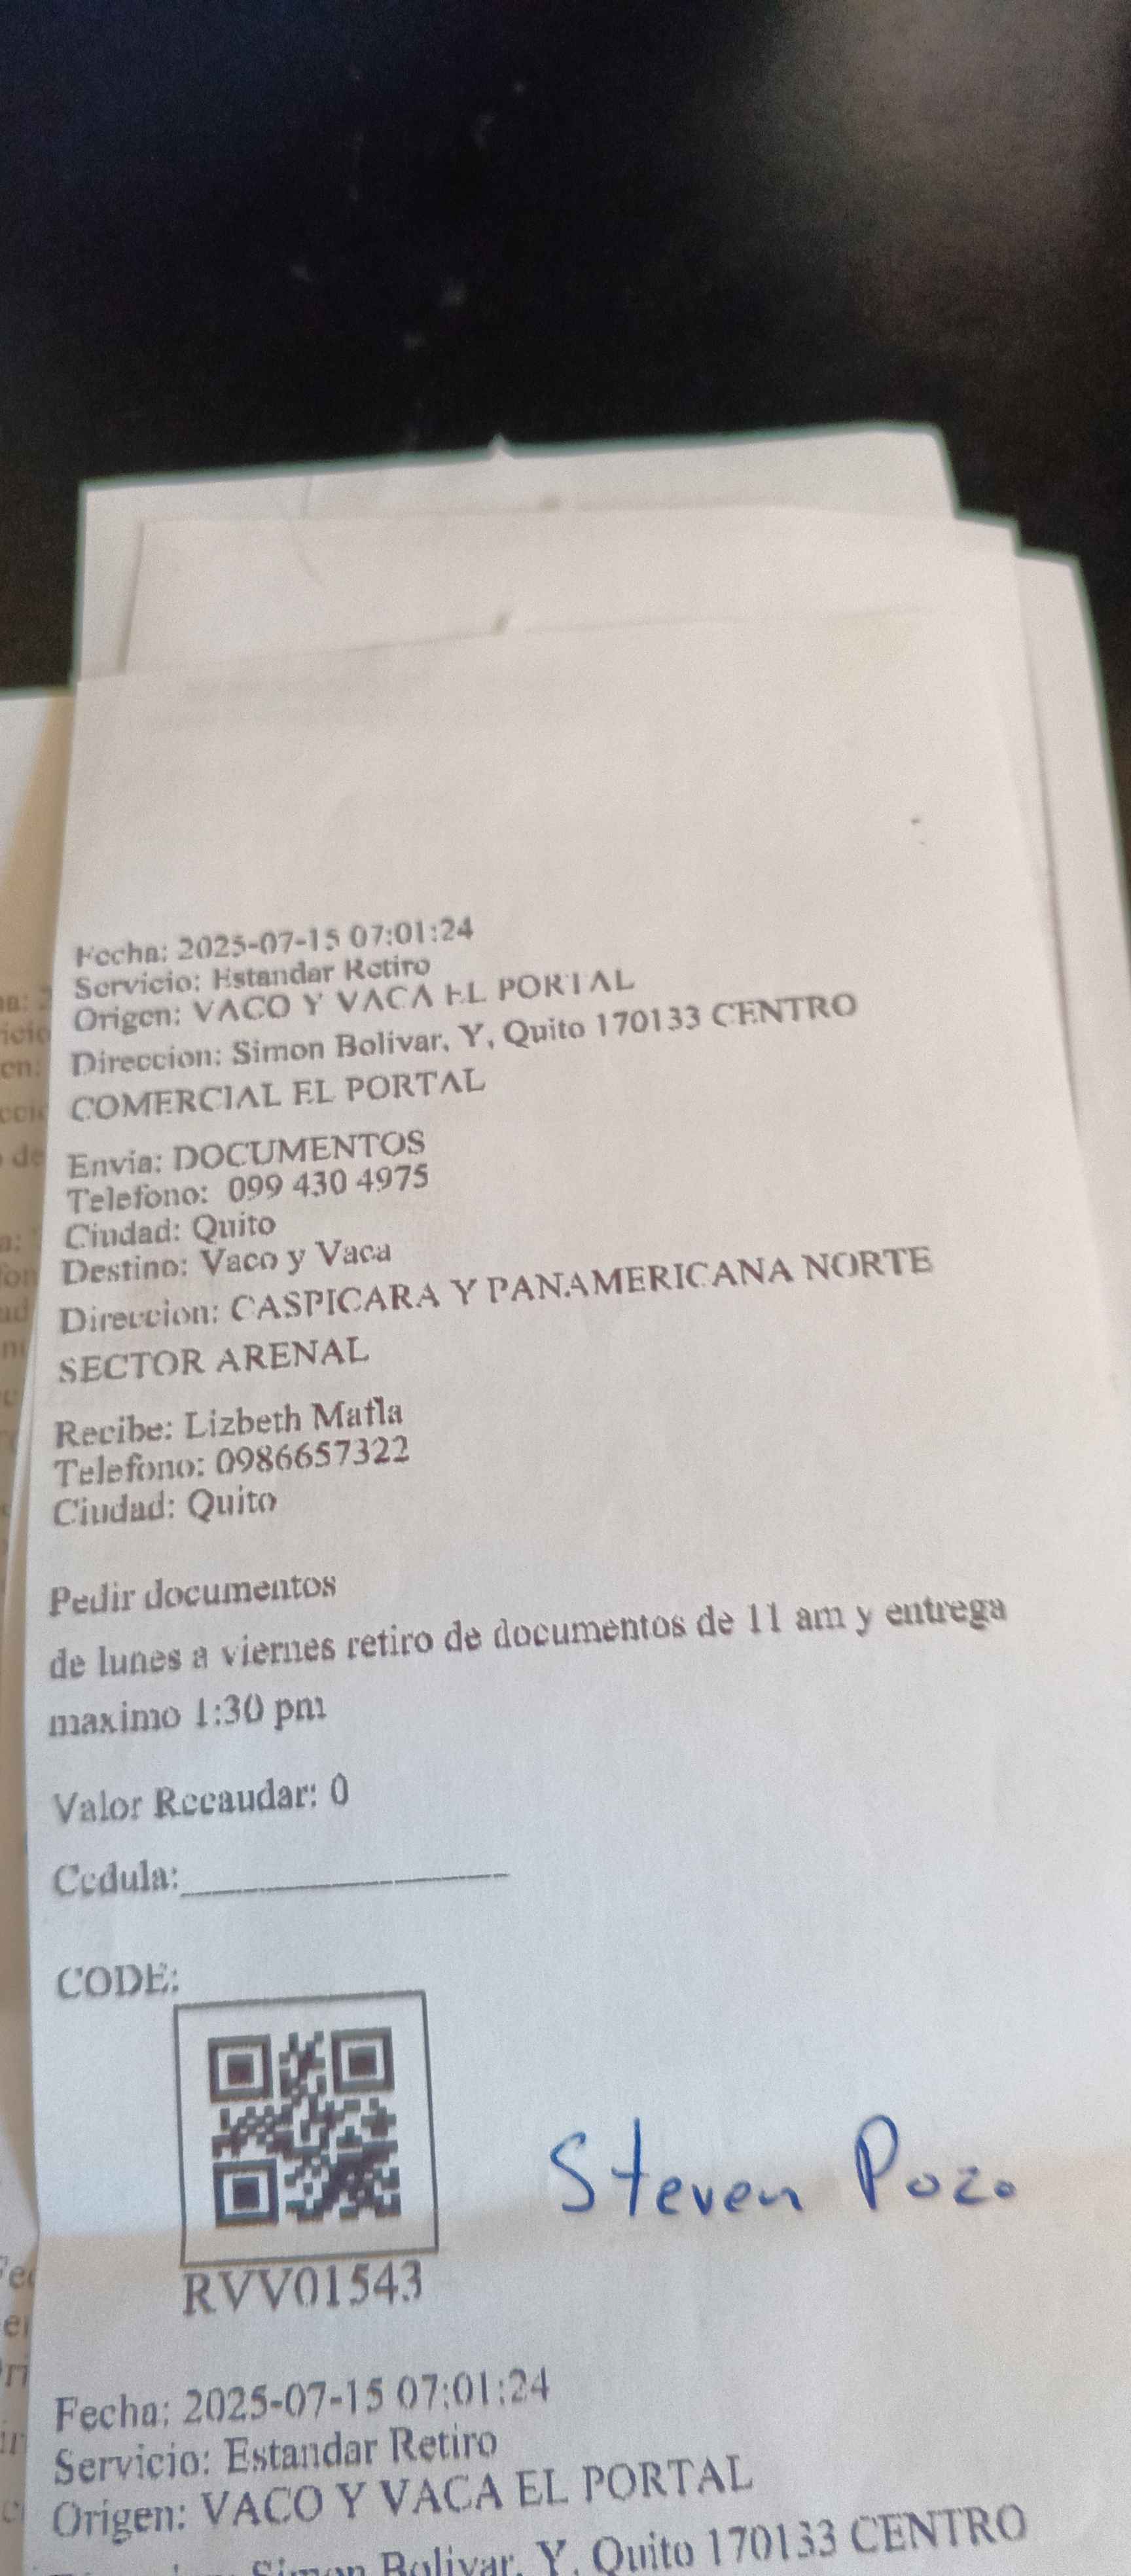 Fecha: 2025-07-15 07:01:24
Servicio: Estandar Retiro
Origen: VACO Y VACA EL PORTAL
Direccion: Simon Bolivar, Y, Quito 170133 CENTRO
COMERCIAL EL PORTAL
Envia: DOCUMENTOS
Telefono: 099 430 4975
Ciudad: Quito
Destino: Vaco y Vaca
Direccion: CASPICARA Y PANAMERICANA NORTE
SECTOR ARENAL
Recibe: Lizbeth Mafla
Telefono: 0986657322
Ciudad: Quito
Pedir documentos
de lunes a viernes retiro de documentos de 11 am y entrega
maximo 1:30 pm
Valor Recaudar: 0
Cedula:
CODE:
Steven Pozo
RVV01543
Fecha: 2025-07-15 07:01:24
Servicio: Estandar Retiro
Origen: VACO Y VACA EL PORTAL
Simon Bolivar, Y, Quito 170133 CENTRO